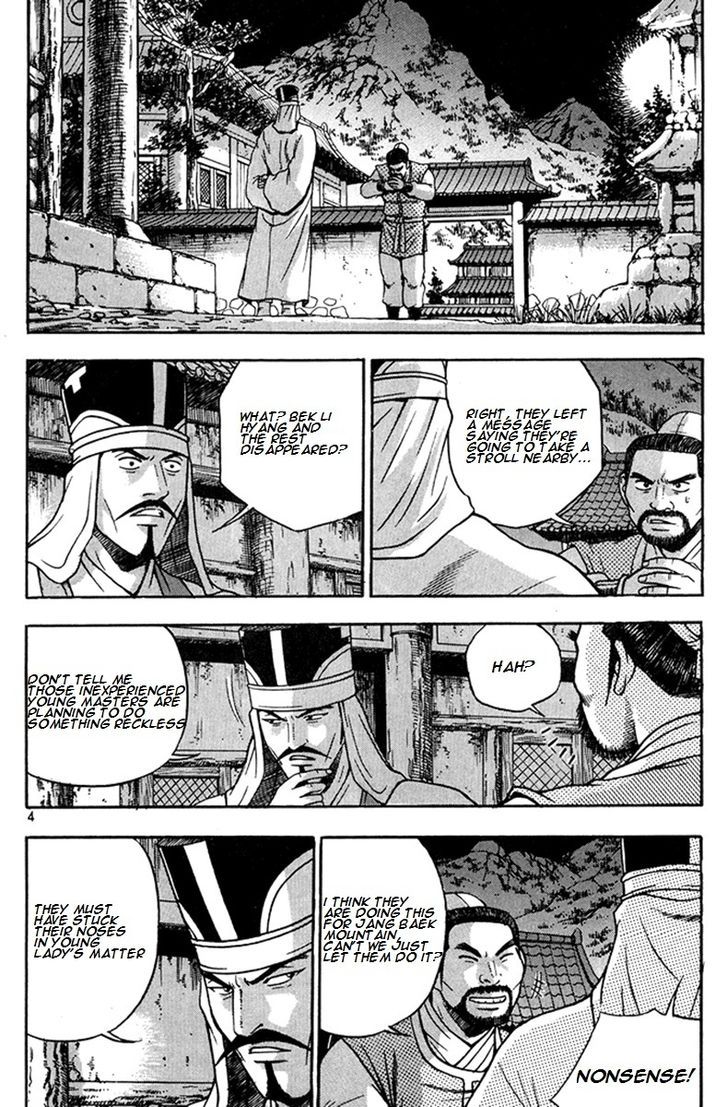 WHAT? BEK LI
HYANG AND
THE REST
DISAPPEARED?
RIGHT, THEY LEFT
A MESSAGE
SAYING THEY'RE
GOING TO TAKE A
STROLL NEARBY...
DON'T TELL ME
THOSE INEXPERIENCED
YOUNG MASTERS ARE
PLANNING TO DO
SOMETHING RECKLESS
HAH?
4
THEY MUST
HAVE STUCK
THEIR NOSES
IN YOUNG
LADY'S MATTER
I THINK THEY
ARE DOING THIS
FOR JANG BAEK
MOUNTAIN,
CAN'T WE JUST
LET THEM DO IT?
NONSENSE!